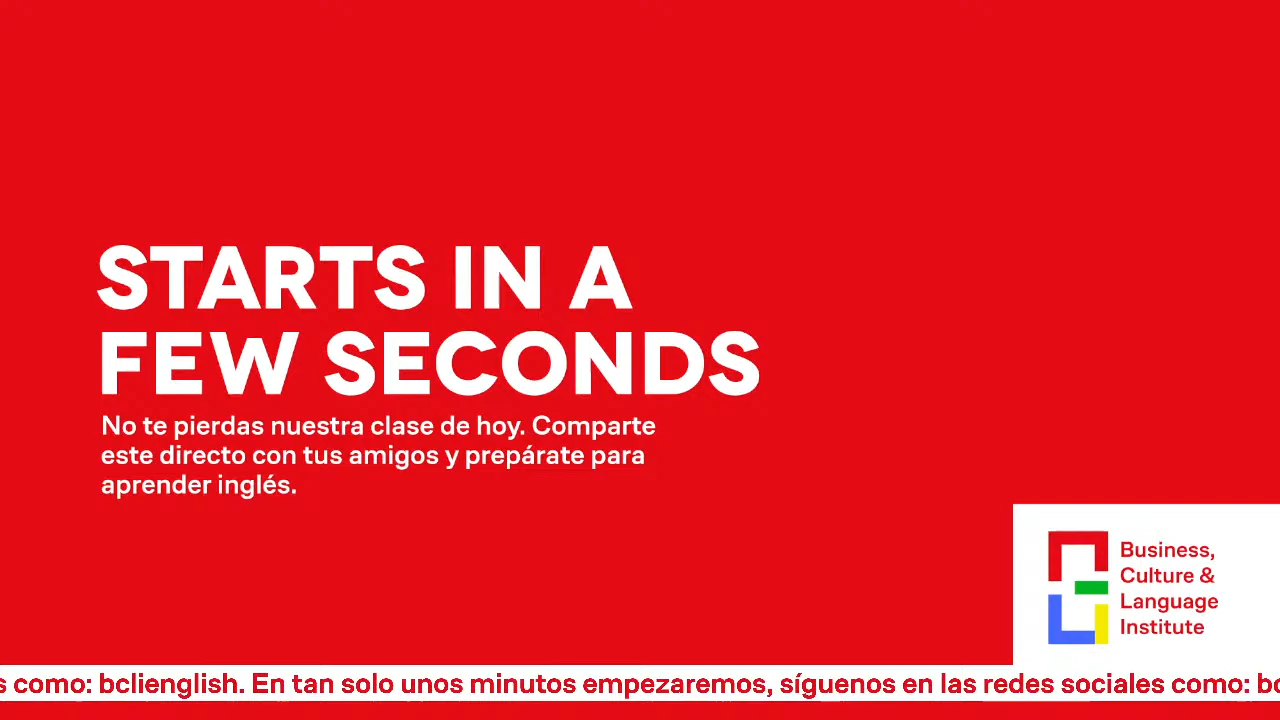 STARTS IN A
FEW SECONDS
No te pierdas nuestra clase de hoy. Comparte
este directo con tus amigos y prepárate para
aprender inglés.
Business,
Culture &
Language
Institute
como: bclienglish. En tan solo unos minutos empezaremos, síguenos en las redes sociales como: